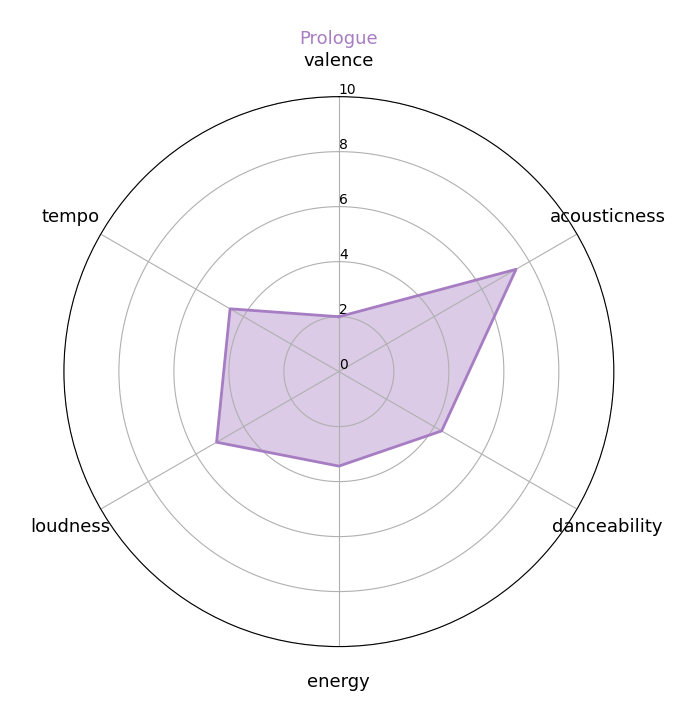 Prologue
valence
10
8
6
4
2
0
tempo
acousticness
loudness
danceability
energy